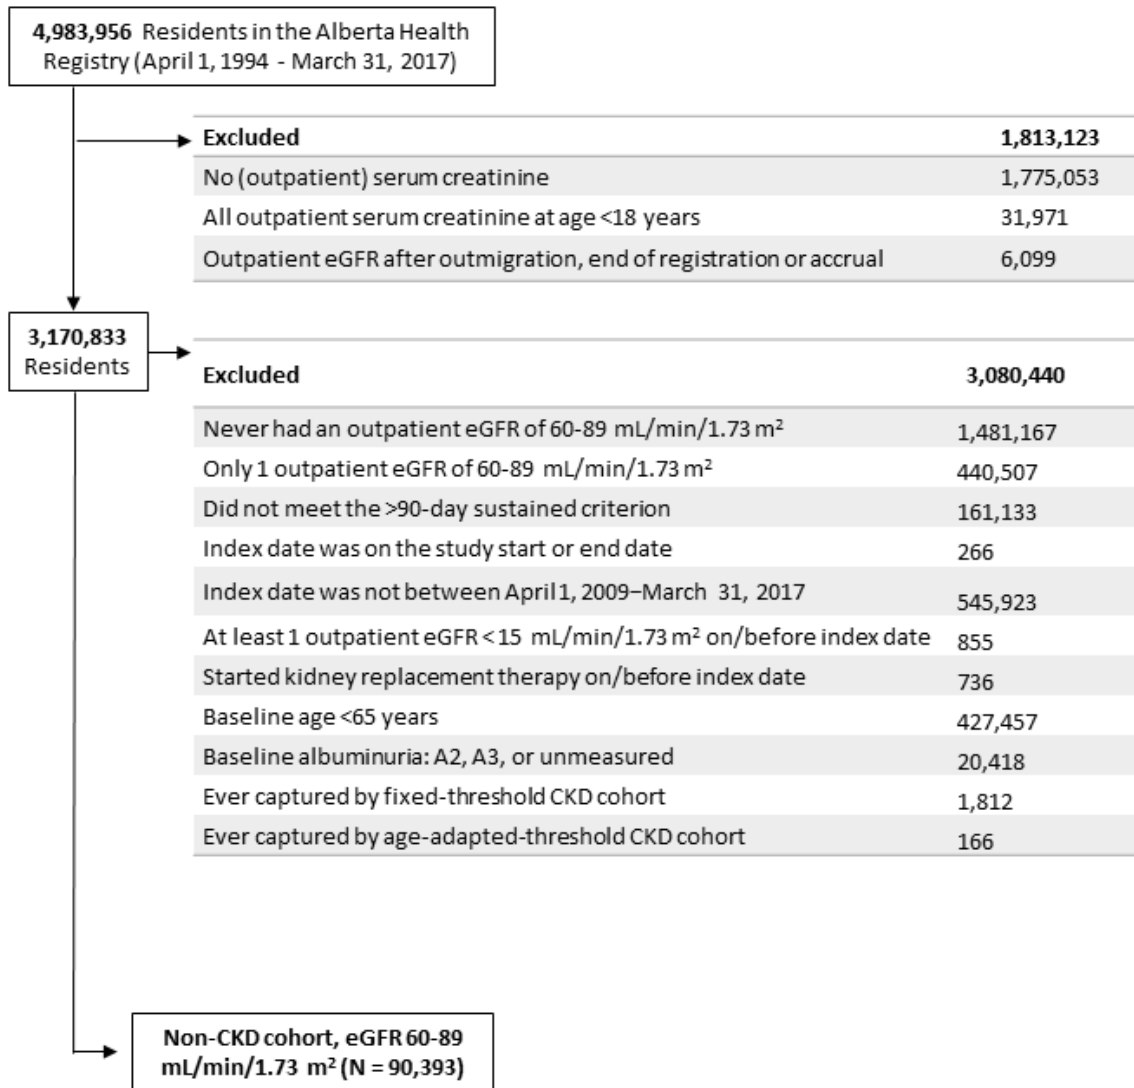 4,983,956 Residents in the Alberta Health
Registry (April 1, 1994 - March 31, 2017)
Excluded 1,813,123
No (outpatient) serum creatinine 1,775,053
All outpatient serum creatinine at age <18 years 31,971
Outpatient eGFR after outmigration, end of registration or accrual 6,099
3,170,833
Residents
Excluded 3,080,440
Never had an outpatient eGFR of 60-89 mL/min/1.73 m² 1,481,167
Only 1 outpatient eGFR of 60-89 mL/min/1.73 m² 440,507
Did not meet the >90-day sustained criterion 161,133
Index date was on the study start or end date 266
Index date was not between April 1, 2009–March 31, 2017 545,923
At least 1 outpatient eGFR <15 mL/min/1.73 m² on/before index date 855
Started kidney replacement therapy on/before index date 736
Baseline age <65 years 427,457
Baseline albuminuria: A2, A3, or unmeasured 20,418
Ever captured by fixed-threshold CKD cohort 1,812
Ever captured by age-adapted-threshold CKD cohort 166
Non-CKD cohort, eGFR 60-89
mL/min/1.73 m² (N = 90,393)